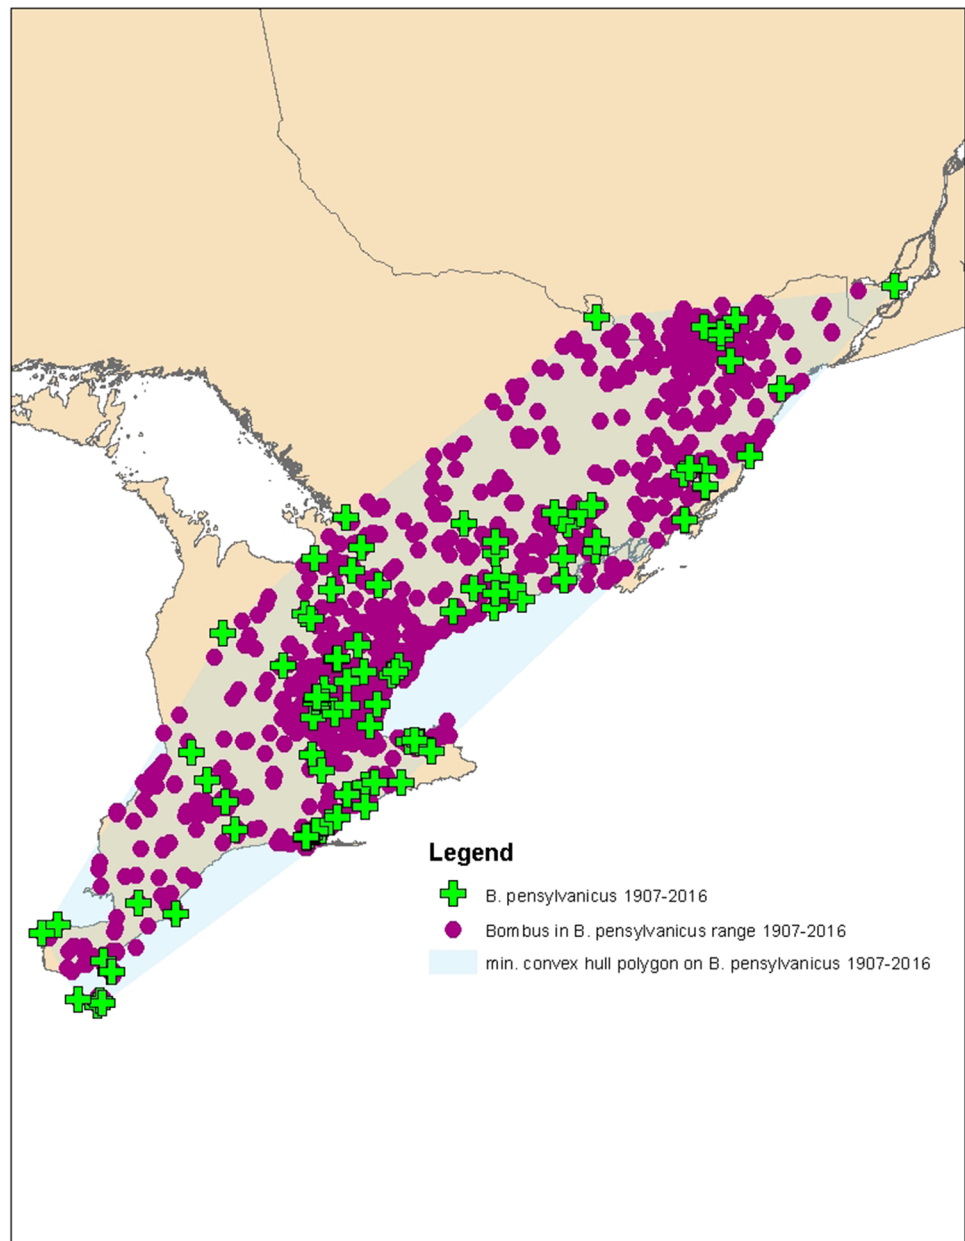 Legend
B. pensylvanicus 1907-2016
Bombus in B. pensylvanicus range 1907-2016
min. convex hull polygon on B. pensylvanicus 1907-2016